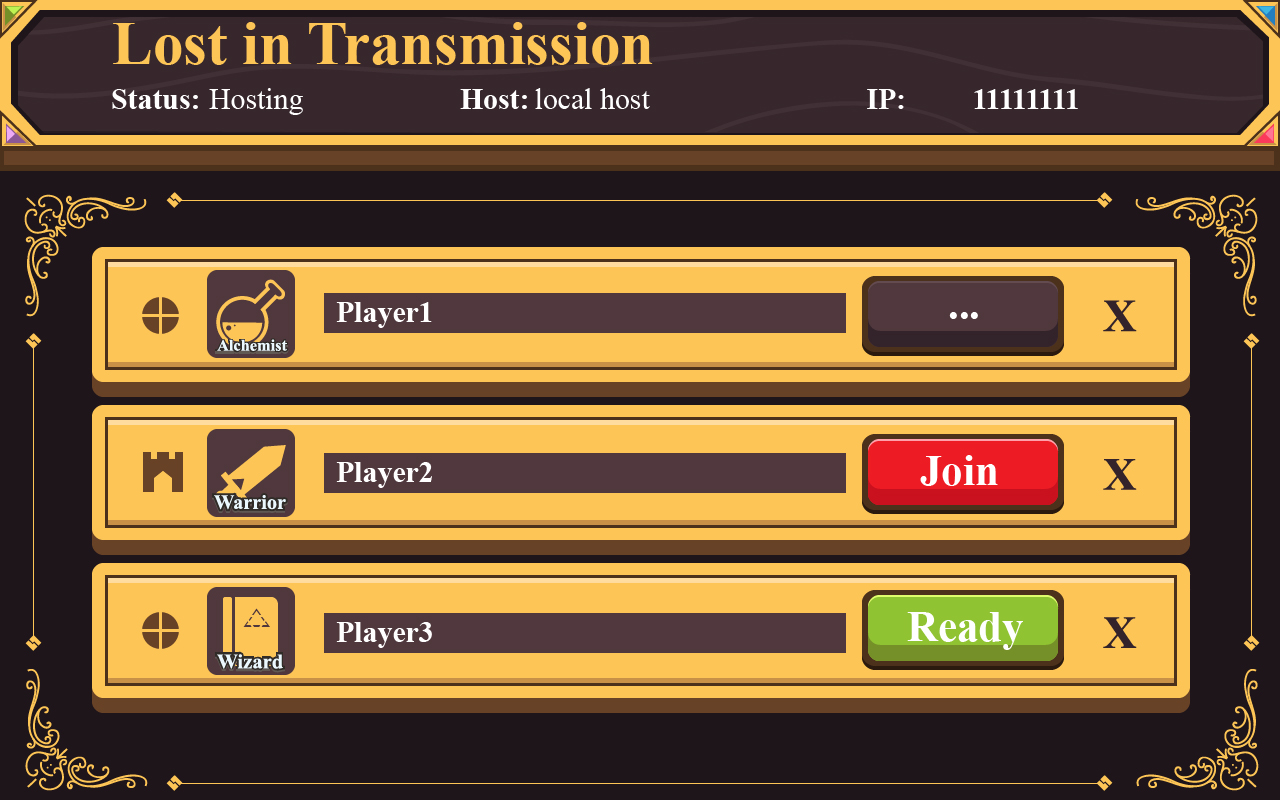 Lost in Transmission
Status: Hosting Host: local host IP: 11111111
Player1 ... X
Alchemist
Player2 Join X
Warrior
Player3 Ready X
Wizard